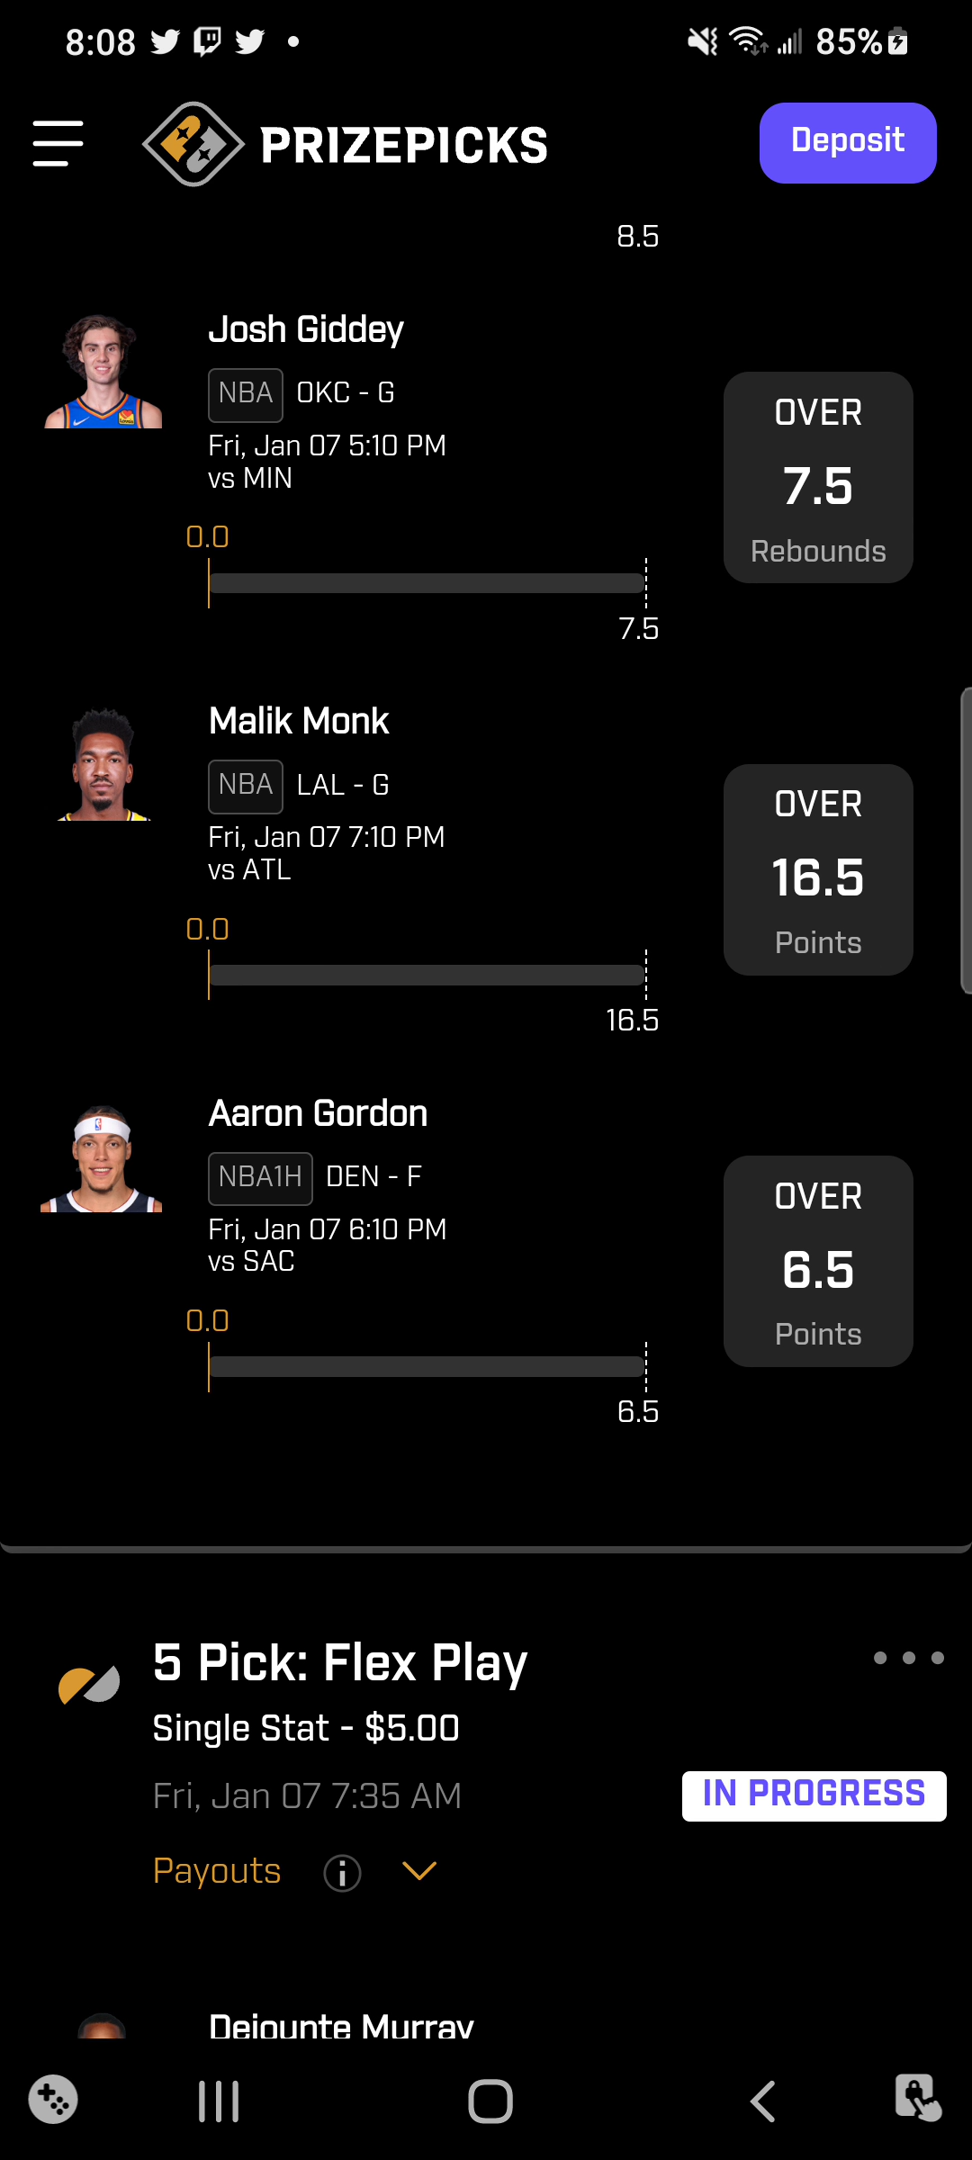 8:08 85%
PRIZEPICKS Deposit
8.5
Josh Giddey
NBA OKC - G
Fri, Jan 07 5:10 PM
vs MIN
OVER
7.5
Rebounds
0.0
7.5
Malik Monk
NBA LAL - G
Fri, Jan 07 7:10 PM
vs ATL
OVER
16.5
Points
0.0
16.5
Aaron Gordon
NBA1H DEN - F
Fri, Jan 07 6:10 PM
vs SAC
OVER
6.5
Points
0.0
6.5
5 Pick: Flex Play
Single Stat - $5.00
Fri, Jan 07 7:35 AM
IN PROGRESS
Payouts
Dejounte Murray